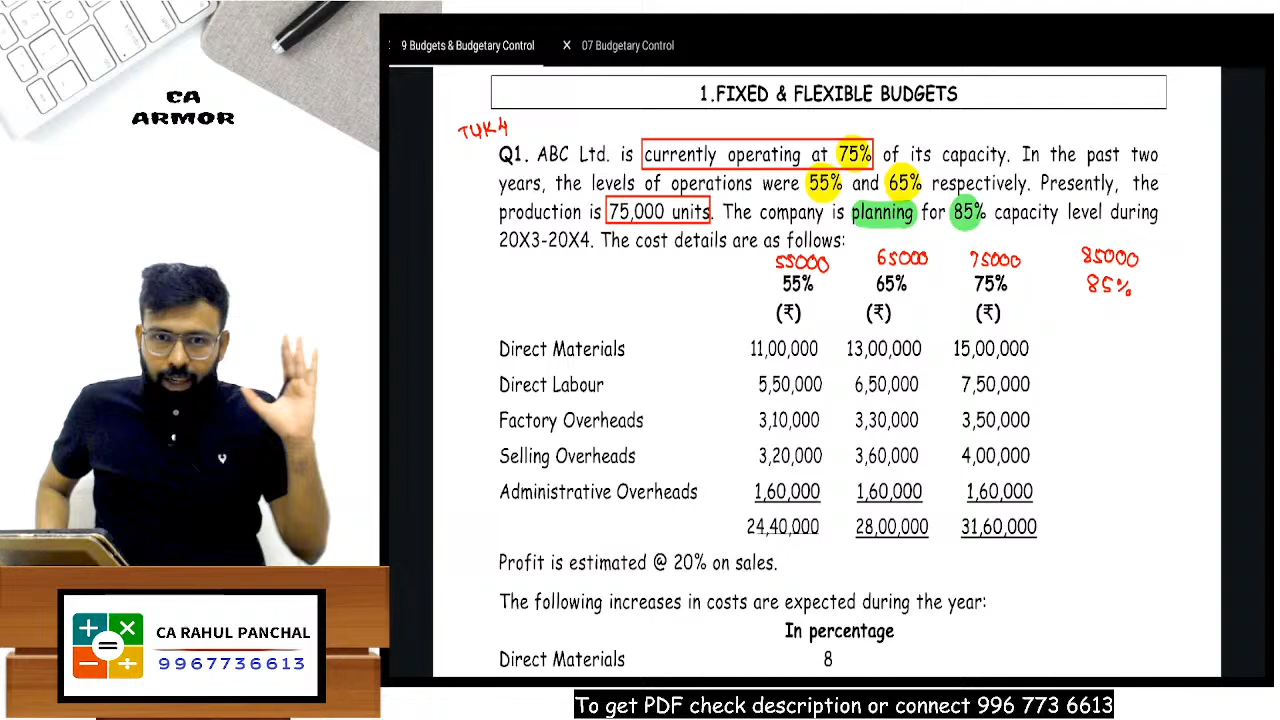 CA
ARMOR
9 Budgets & Budgetary Control
X 07 Budgetary Control
1.FIXED & FLEXIBLE BUDGETS
TYK4
Q1. ABC Ltd. is currently operating at 75% of its capacity. In the past two
years, the levels of operations were 55% and 65% respectively. Presently, the
production is 75,000 units. The company is planning for 85% capacity level during
20X3-20X4. The cost details are as follows:
55000 65000 75000 85000
55% 65% 75% 85%
(₹) (₹) (₹)
Direct Materials 11,00,000 13,00,000 15,00,000
Direct Labour 5,50,000 6,50,000 7,50,000
Factory Overheads 3,10,000 3,30,000 3,50,000
Selling Overheads 3,20,000 3,60,000 4,00,000
Administrative Overheads 1,60,000 1,60,000 1,60,000
24,40,000 28,00,000 31,60,000
Profit is estimated @ 20% on sales.
The following increases in costs are expected during the year:
In percentage
Direct Materials 8
CA RAHUL PANCHAL
9967736613
To get PDF check description or connect 996 773 6613